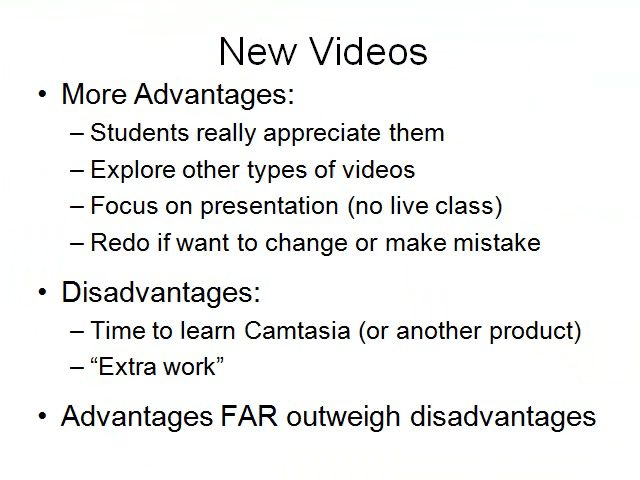 New Videos
• More Advantages:
– Students really appreciate them
– Explore other types of videos
– Focus on presentation (no live class)
– Redo if want to change or make mistake
• Disadvantages:
– Time to learn Camtasia (or another product)
– “Extra work”
• Advantages FAR outweigh disadvantages